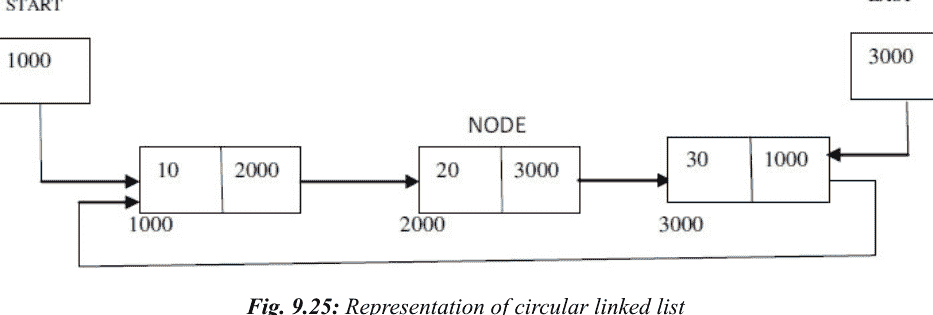 START
LAST
1000
3000
NODE
10 2000
20 3000
30 1000
1000
2000
3000
Fig. 9.25: Representation of circular linked list